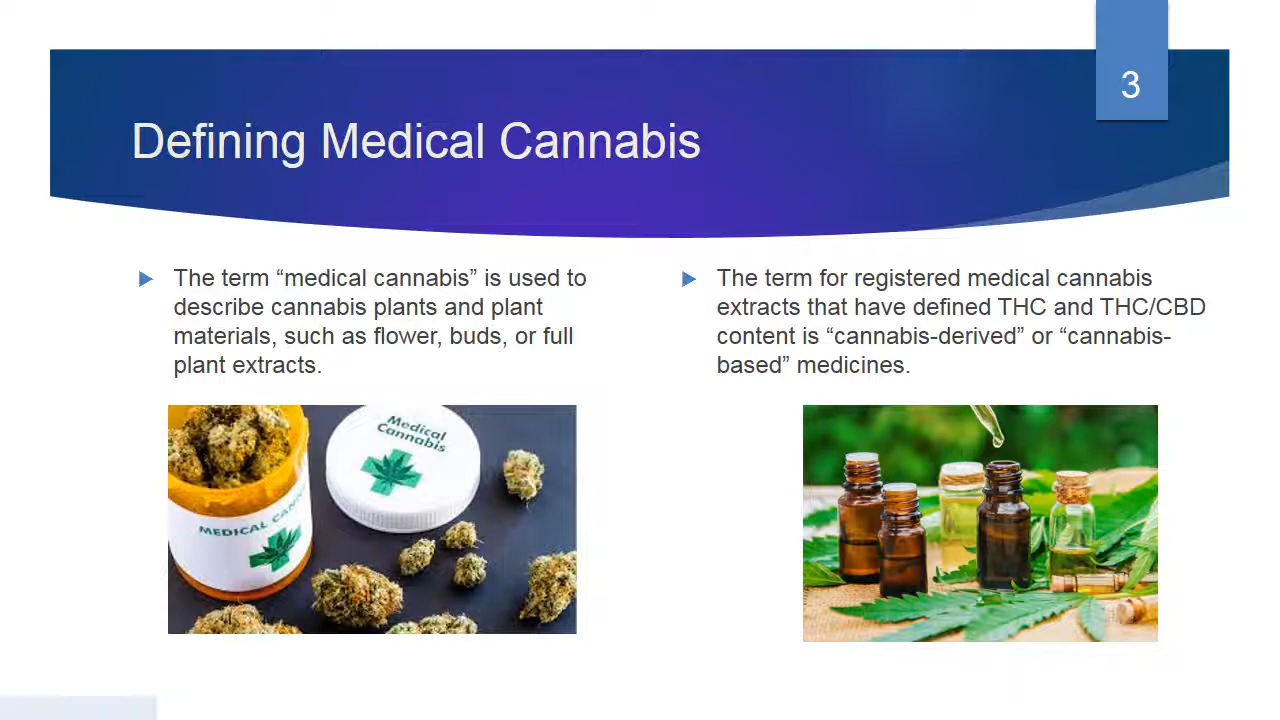 3
Defining Medical Cannabis
The term “medical cannabis” is used to
describe cannabis plants and plant
materials, such as flower, buds, or full
plant extracts.
The term for registered medical cannabis
extracts that have defined THC and THC/CBD
content is “cannabis-derived” or “cannabis-
based” medicines.
Medical
Cannabis
MEDICAL